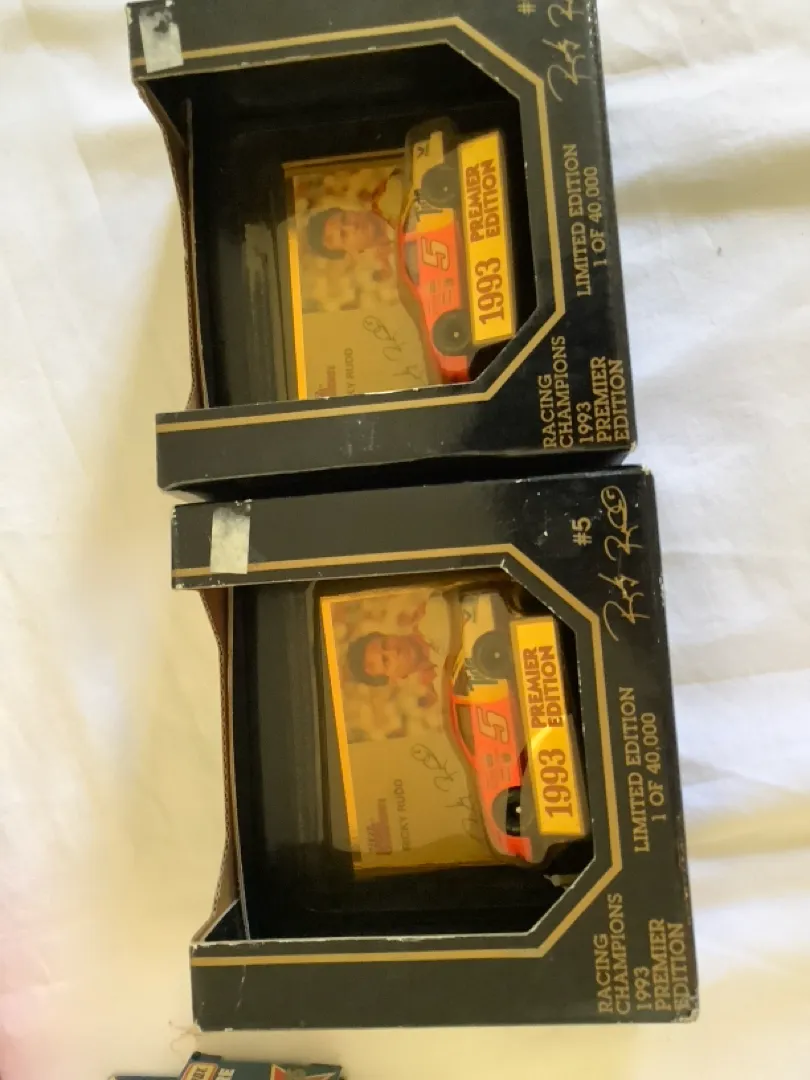 RACING
CHAMPIONS
1993
PREMIER
EDITION
LIMITED EDITION
1 OF 40,000
#
1993
PREMIER
EDITION
5
RACING
CHAMPIONS
1993
PREMIER
EDITION
LIMITED EDITION
1 OF 40,000
#5
1993
PREMIER
EDITION
5
RICKY RUDD